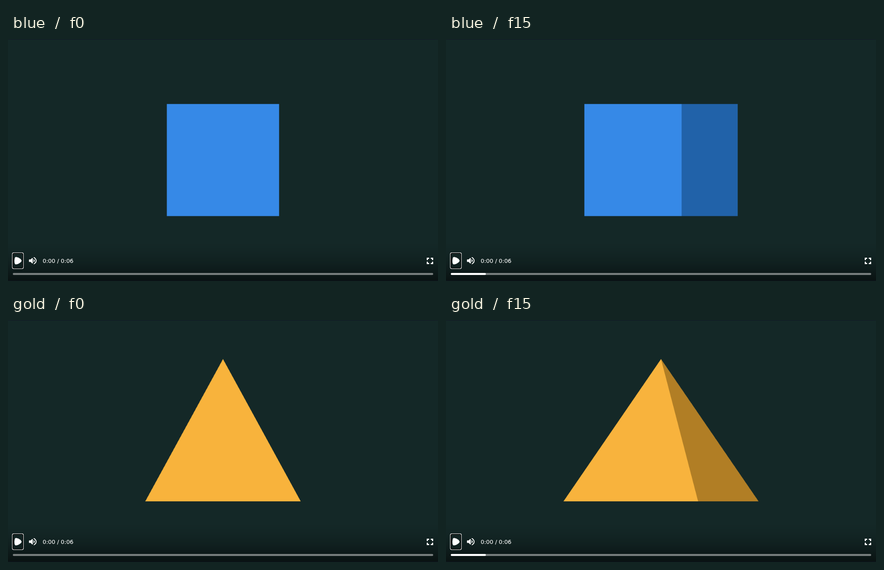 blue / f0
blue / f15
0:00 / 0:06
0:00 / 0:06
gold / f0
gold / f15
0:00 / 0:06
0:00 / 0:06